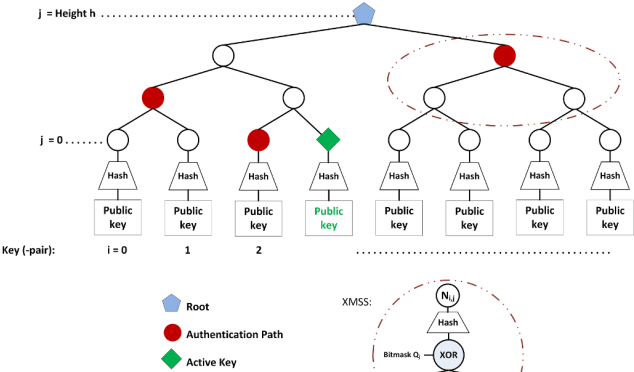 j = Height h
j = 0
Hash Hash Hash Hash Hash Hash Hash Hash
Public Public Public Public Public Public Public Public
key key key key key key key key
Key (-pair): i = 0 1 2
Root
Authentication Path
Active Key
XMSS:
Ni,j
Hash
Bitmask Qj XOR